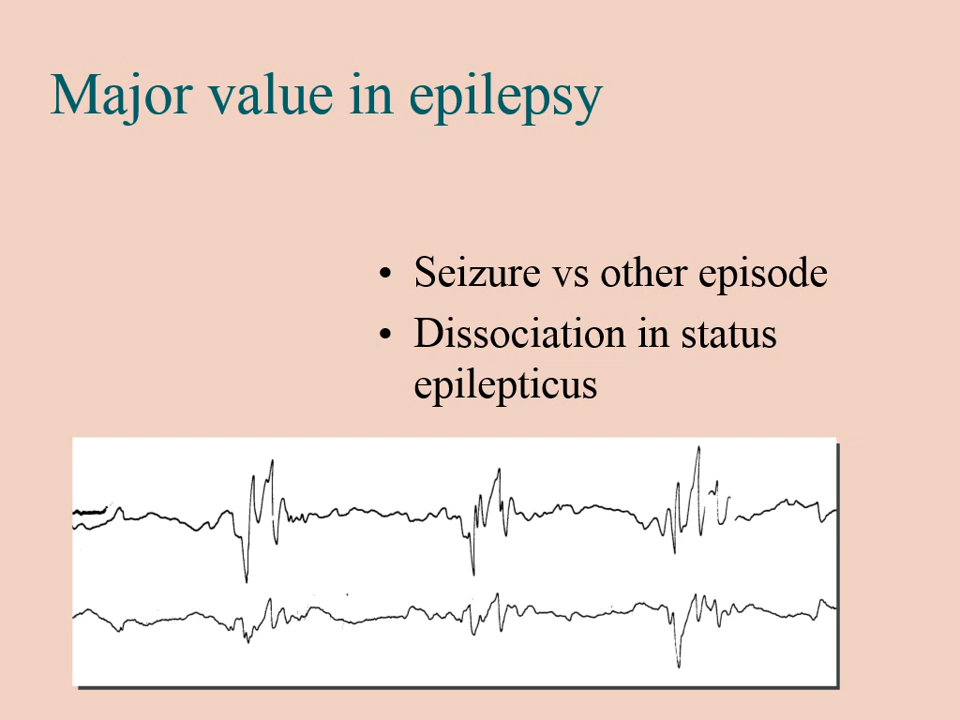 Major value in epilepsy
• Seizure vs other episode
• Dissociation in status
epilepticus